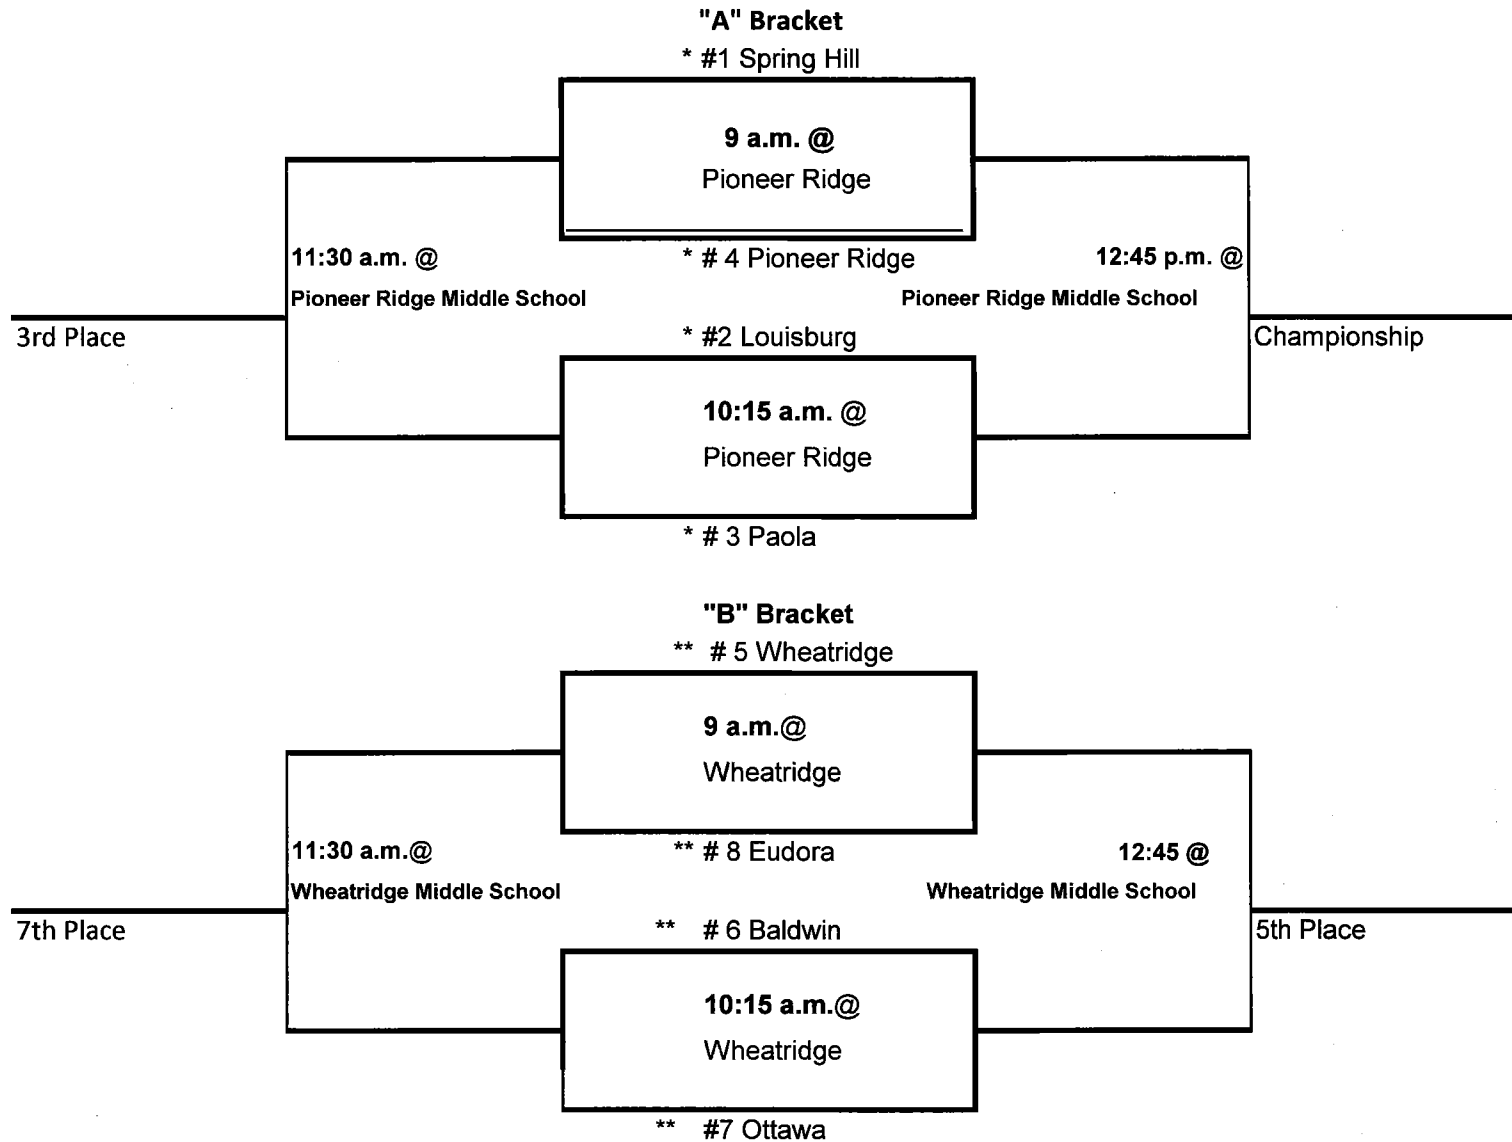 "A" Bracket
* #1 Spring Hill
9 a.m. @
Pioneer Ridge
11:30 a.m. @
* # 4 Pioneer Ridge
12:45 p.m. @
Pioneer Ridge Middle School
Pioneer Ridge Middle School
3rd Place
* #2 Louisburg
Championship
10:15 a.m. @
Pioneer Ridge
* # 3 Paola
"B" Bracket
** # 5 Wheatridge
9 a.m.@
Wheatridge
11:30 a.m.@
** # 8 Eudora
12:45 @
Wheatridge Middle School
Wheatridge Middle School
7th Place
** # 6 Baldwin
5th Place
10:15 a.m.@
Wheatridge
** #7 Ottawa